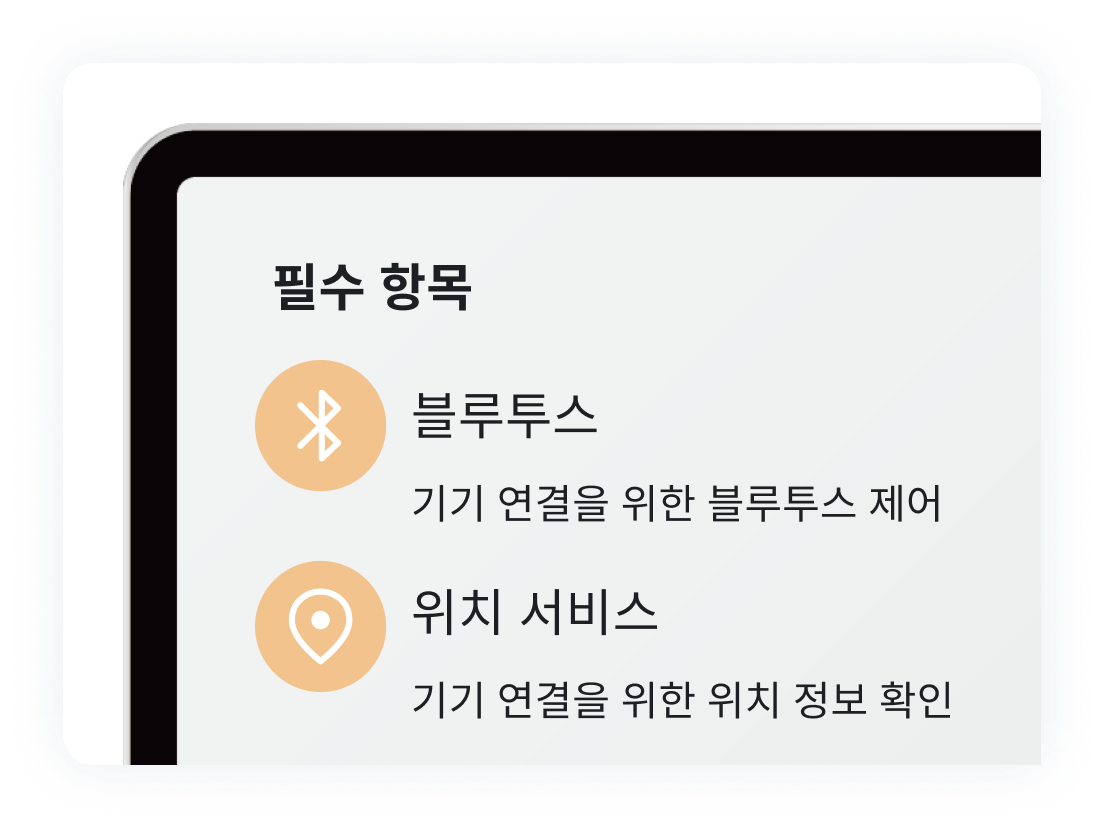 필수 항목
블루투스
기기 연결을 위한 블루투스 제어
위치 서비스
기기 연결을 위한 위치 정보 확인